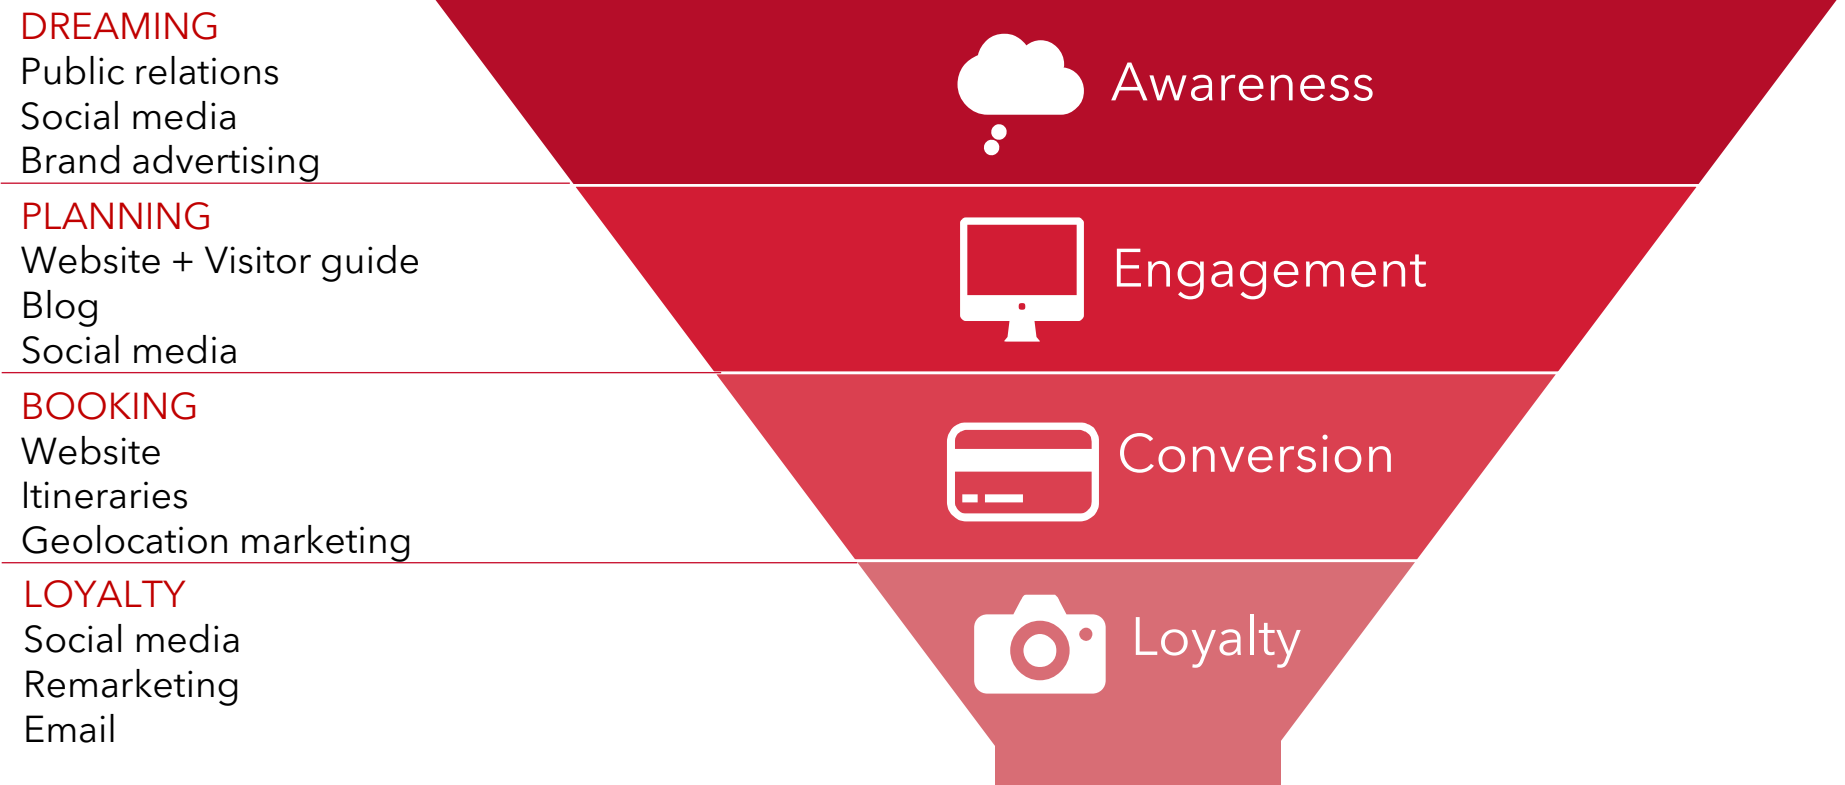 DREAMING
Public relations
Social media
Brand advertising
Awareness
PLANNING
Website + Visitor guide
Blog
Social media
Engagement
BOOKING
Website
Itineraries
Geolocation marketing
Conversion
LOYALTY
Social media
Remarketing
Email
Loyalty